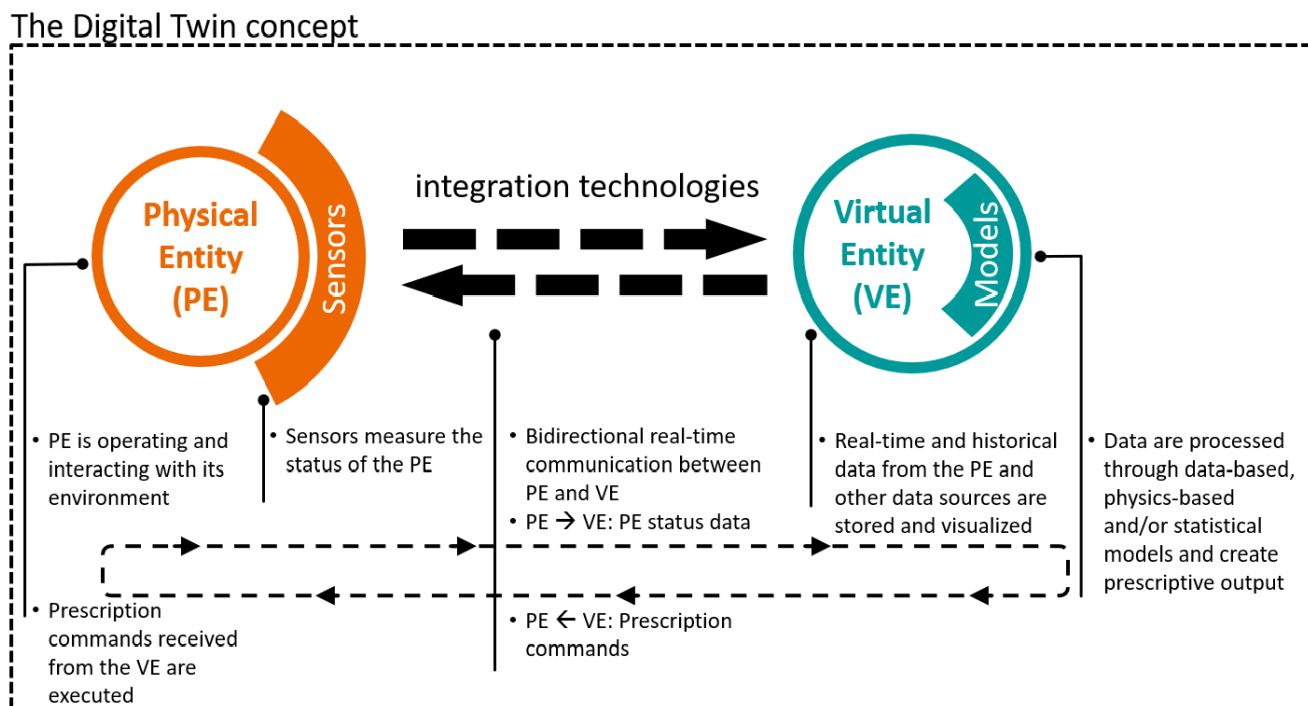 The Digital Twin concept
Physical
Entity
(PE)
Sensors
integration technologies
Virtual
Entity
(VE)
Models
• PE is operating and
interacting with its
environment
• Sensors measure the
status of the PE
• Bidirectional real-time
communication between
PE and VE
• PE → VE: PE status data
• Real-time and historical
data from the PE and
other data sources are
stored and visualized
• Data are processed
through data-based,
physics-based
and/or statistical
models and create
prescriptive output
• Prescription
commands received
from the VE are
executed
• PE ← VE: Prescription
commands